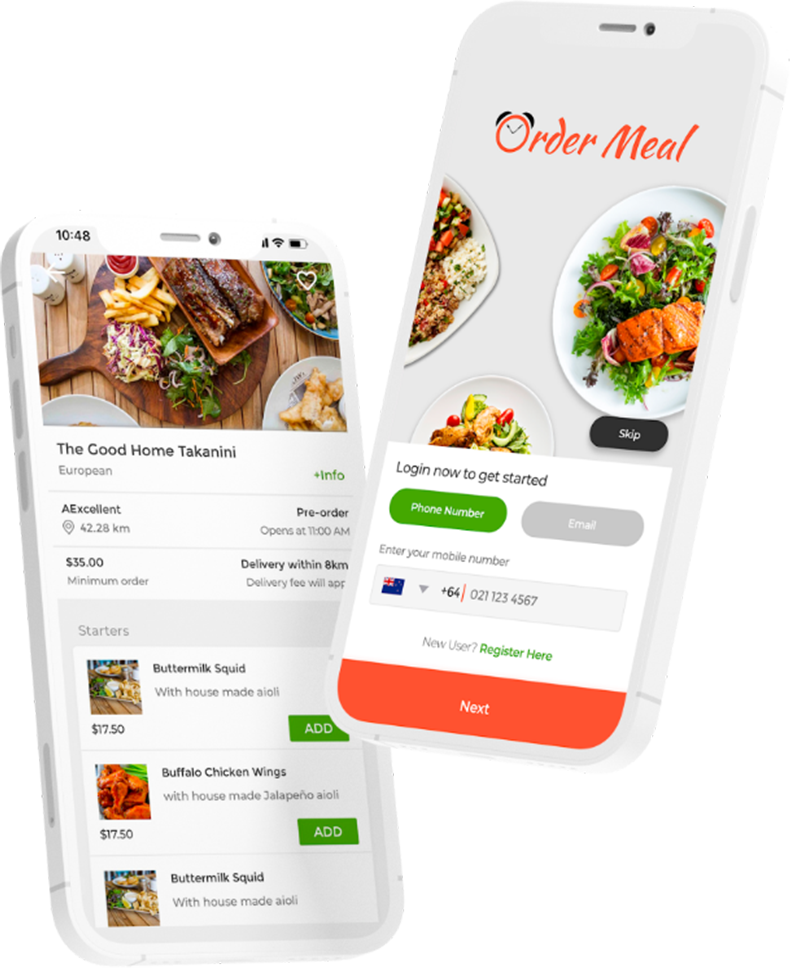 10:48
The Good Home Takanini
European
+Info
AExcellent
Pre-order
42.28 km
Opens at 11:00 AM
$35.00
Delivery within 8km
Minimum order
Delivery fee will app
Starters
Buttermilk Squid
With house made aioli
$17.50
ADD
Buffalo Chicken Wings
with house made Jalapeño aioli
$17.50
ADD
Buttermilk Squid
With house made aioli
Order Meal
Skip
Login now to get started
Phone Number
Email
Enter your mobile number
+64 021 123 4567
New User? Register Here
Next